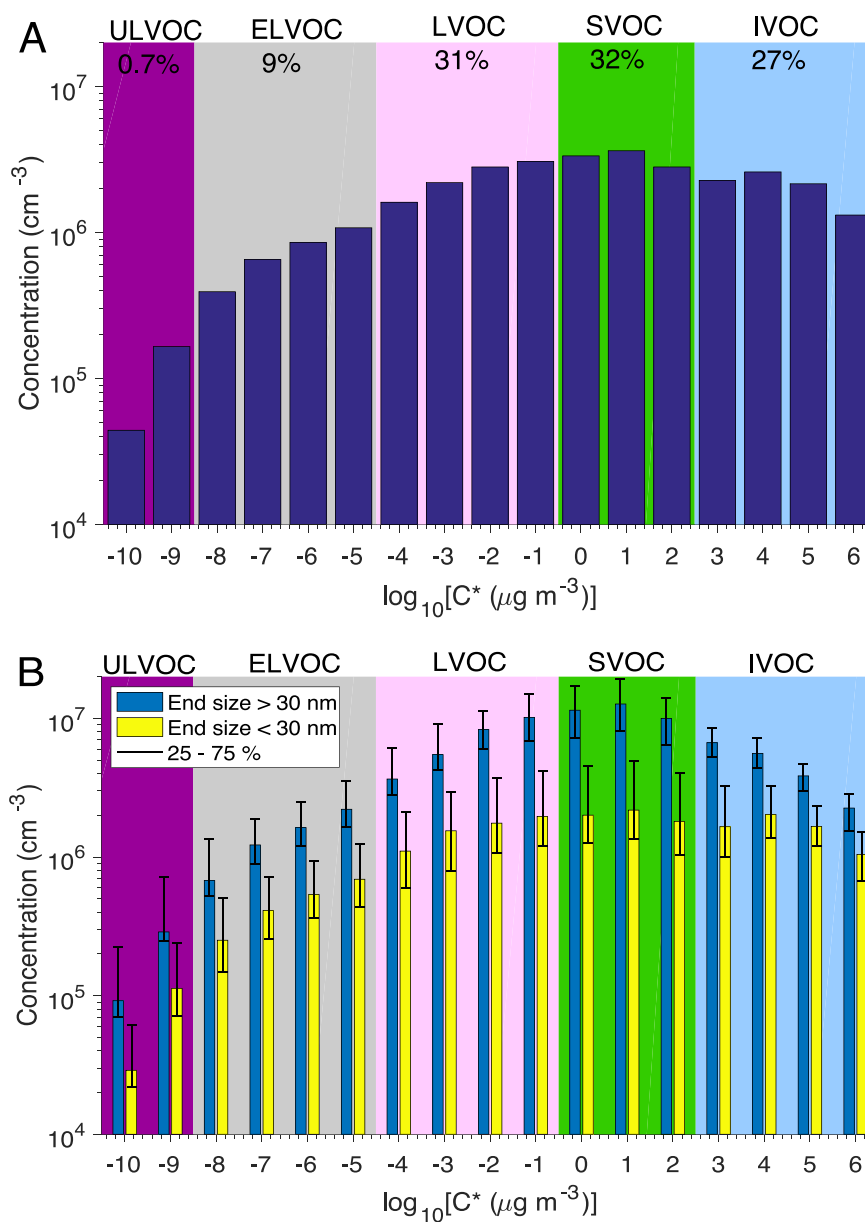 A
ULVOC ELVOC LVOC SVOC IVOC
0.7% 9% 31% 32% 27%
10^7
10^6
10^5
10^4
Concentration (cm^-3)
-10 -9 -8 -7 -6 -5 -4 -3 -2 -1 0 1 2 3 4 5 6
log_10[C* (μg m^-3)]
B
ULVOC ELVOC LVOC SVOC IVOC
End size > 30 nm
End size < 30 nm
25 - 75 %
10^7
10^6
10^5
10^4
Concentration (cm^-3)
-10 -9 -8 -7 -6 -5 -4 -3 -2 -1 0 1 2 3 4 5 6
log_10[C* (μg m^-3)]